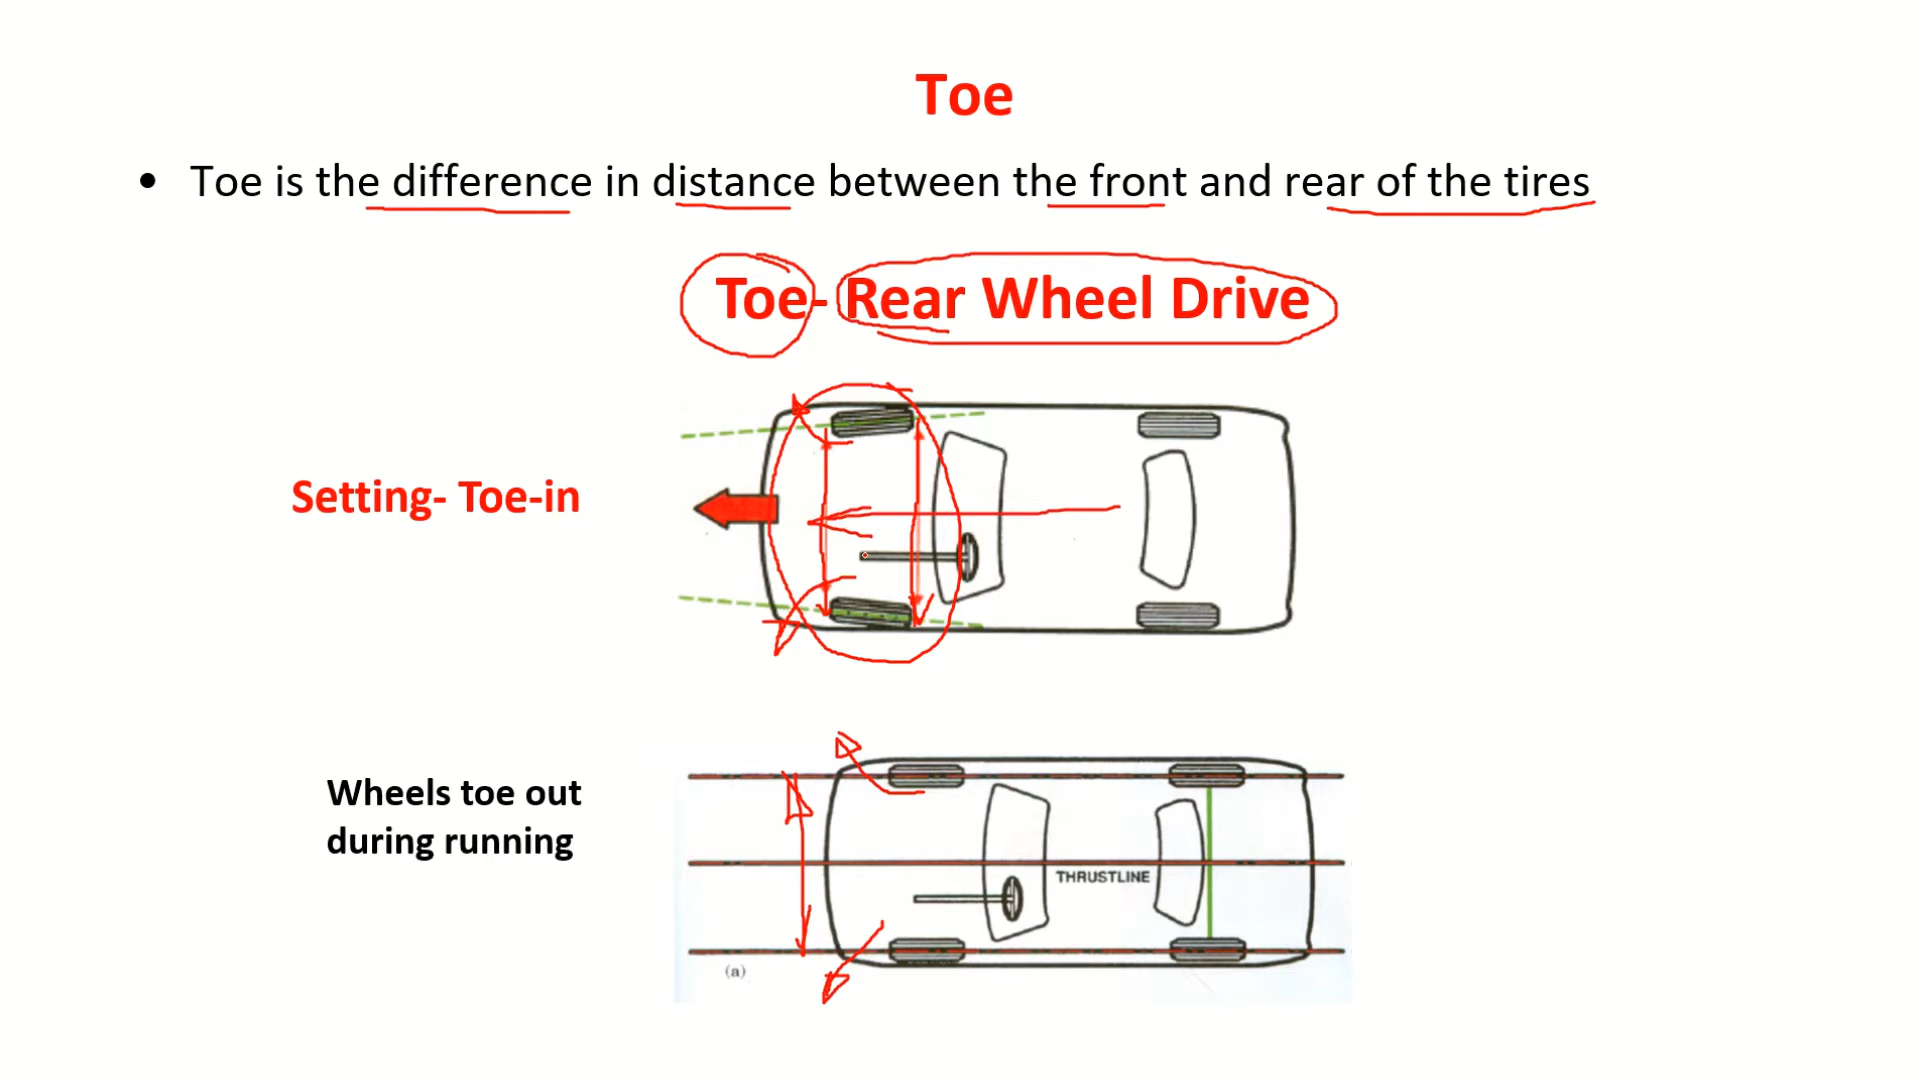 Toe
• Toe is the difference in distance between the front and rear of the tires
Toe- Rear Wheel Drive
Setting- Toe-in
Wheels toe out
during running
THRUSTLINE
(a)